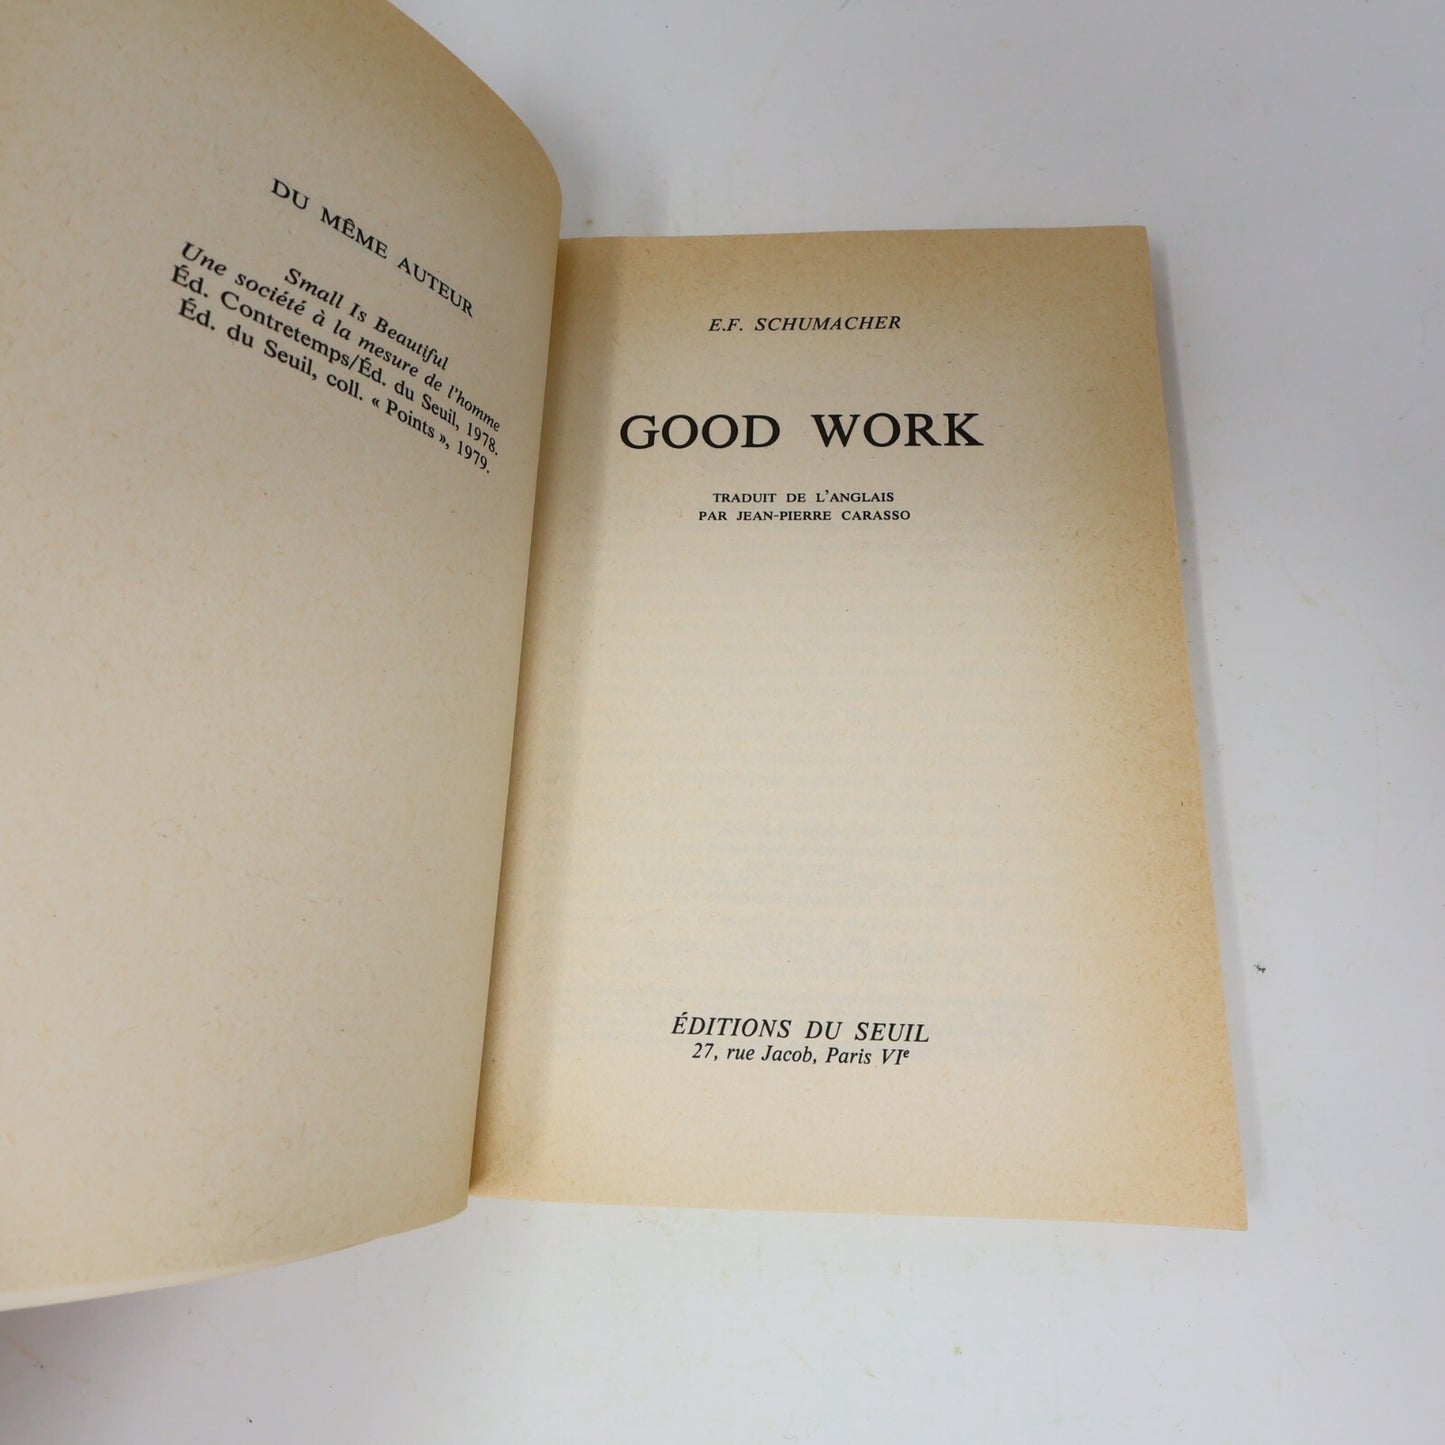 DU MÊME AUTEUR
Small Is Beautiful
Une société à la mesure de l'homme
Éd. Contretemps/Éd. du Seuil, 1978.
Éd. du Seuil, coll. « Points », 1979.
E.F. SCHUMACHER
GOOD WORK
TRADUIT DE L'ANGLAIS
PAR JEAN-PIERRE CARASSO
ÉDITIONS DU SEUIL
27, rue Jacob, Paris VIe